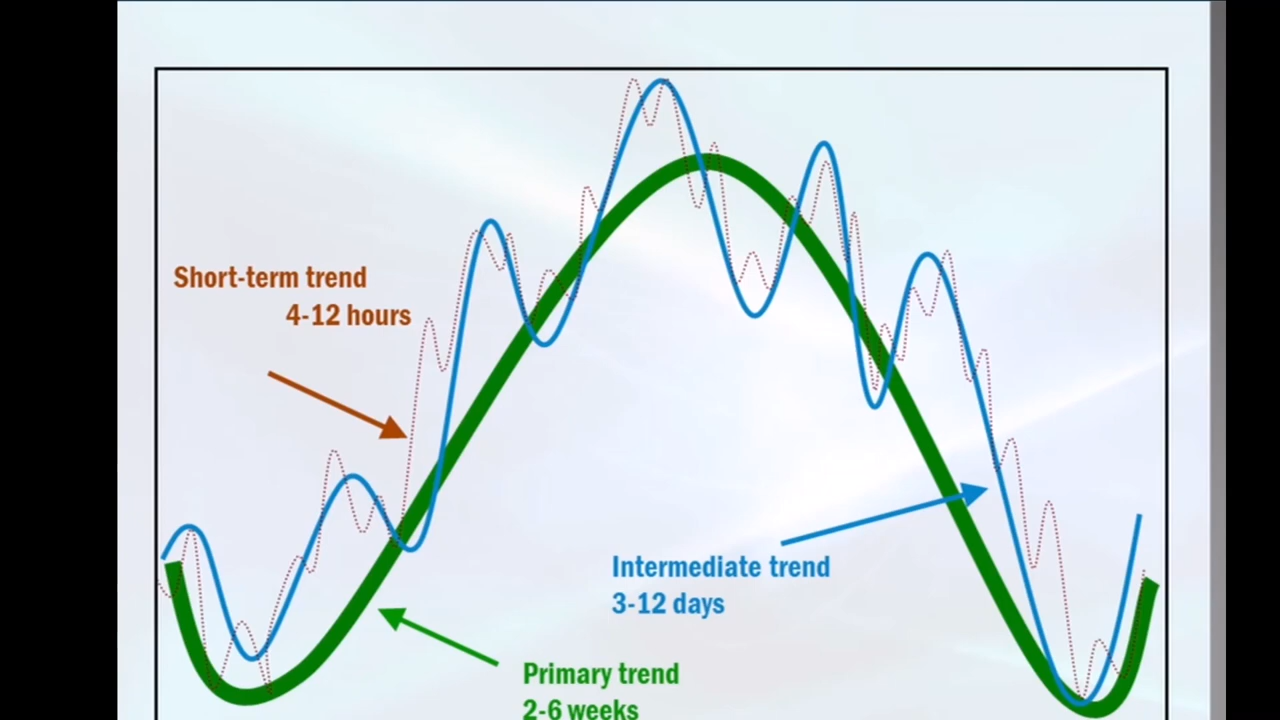 Short-term trend
4-12 hours
Intermediate trend
3-12 days
Primary trend
2-6 weeks